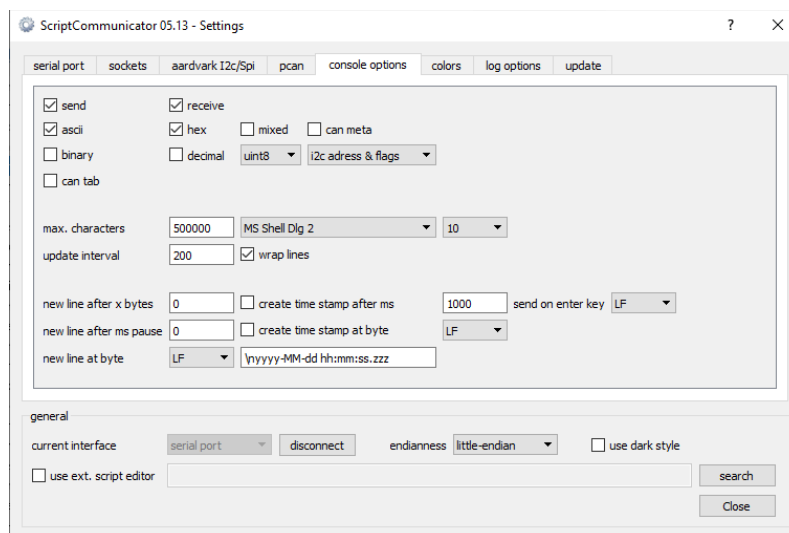 ScriptCommunicator 05.13 - Settings ? ×
serial port sockets aardvark I2c/Spi pcan console options colors log options update
send receive
ascii hex mixed can meta
binary decimal uint8 i2c adress & flags
can tab
max. characters 500000 MS Shell Dlg 2 10
update interval 200 wrap lines
new line after x bytes 0 create time stamp after ms 1000 send on enter key LF
new line after ms pause 0 create time stamp at byte LF
new line at byte LF \nyyyy-MM-dd hh:mm:ss.zzz
general
current interface serial port disconnect endianness little-endian use dark style
use ext. script editor search
Close